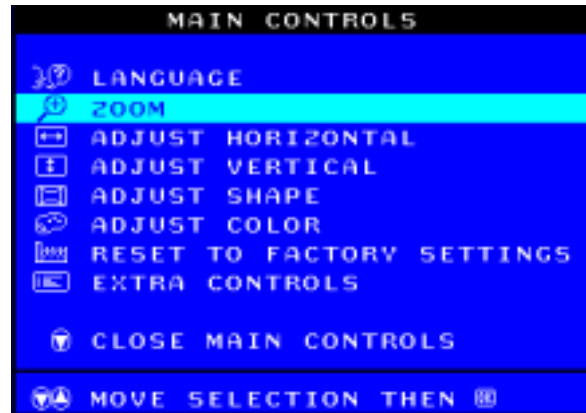 MAIN CONTROLS
LANGUAGE
ZOOM
ADJUST HORIZONTAL
ADJUST VERTICAL
ADJUST SHAPE
ADJUST COLOR
RESET TO FACTORY SETTINGS
EXTRA CONTROLS
CLOSE MAIN CONTROLS
MOVE SELECTION THEN OK